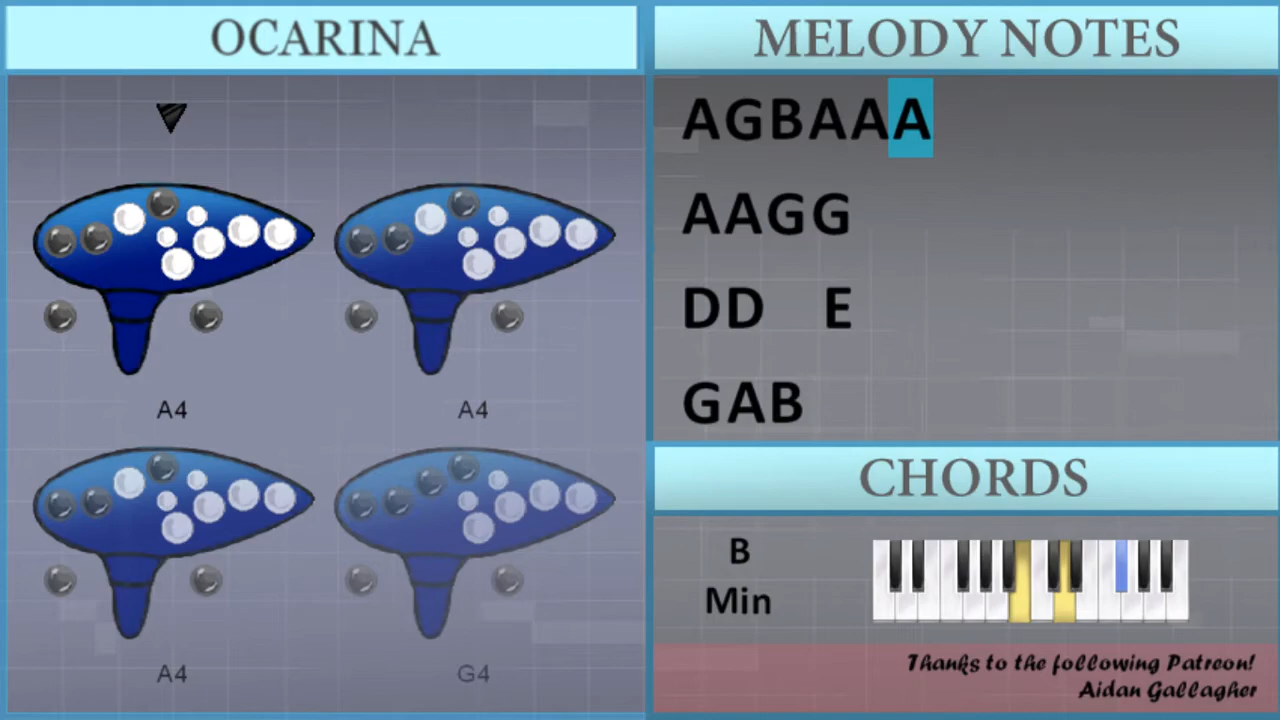 OCARINA
A4
A4
A4
G4
MELODY NOTES
AGBAAA
AAGG
DD E
GAB
CHORDS
B
Min
Thanks to the following Patreon!
Aidan Gallagher